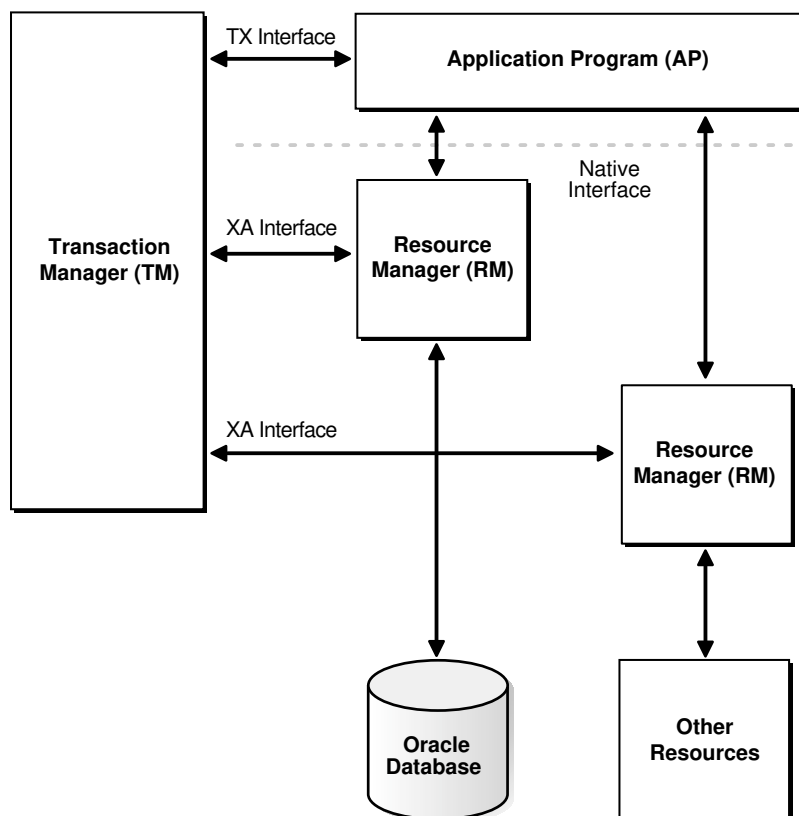 TX Interface
Application Program (AP)
Native
Interface
XA Interface
Transaction
Manager (TM)
Resource
Manager (RM)
XA Interface
Resource
Manager (RM)
Oracle
Database
Other
Resources